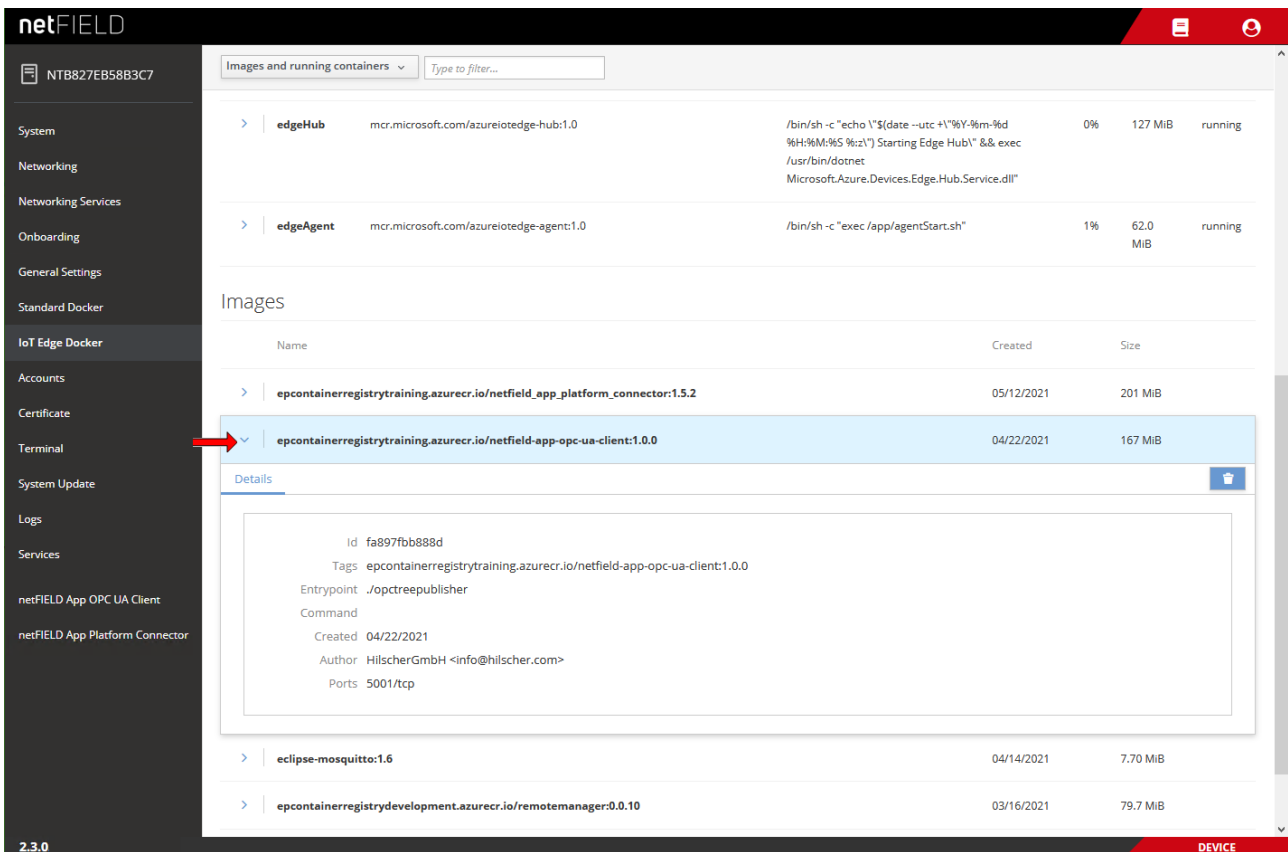 netFIELD
NTB827EB58B3C7
System
Networking
Networking Services
Onboarding
General Settings
Standard Docker
IoT Edge Docker
Accounts
Certificate
Terminal
System Update
Logs
Services
netFIELD App OPC UA Client
netFIELD App Platform Connector
2.3.0
Images and running containers Type to filter...
edgeHub mcr.microsoft.com/azureiotedge-hub:1.0 /bin/sh -c "echo \"$(date --utc +\"%Y-%m-%d 0% 127 MiB running
%H:%M:%S %:z\") Starting Edge Hub\" && exec
/usr/bin/dotnet
Microsoft.Azure.Devices.Edge.Hub.Service.dll"
edgeAgent mcr.microsoft.com/azureiotedge-agent:1.0 /bin/sh -c "exec /app/agentStart.sh" 1% 62.0 running
MiB
Images
Name Created Size
epcontainerregistrytraining.azurecr.io/netfield_app_platform_connector:1.5.2 05/12/2021 201 MiB
epcontainerregistrytraining.azurecr.io/netfield-app-opc-ua-client:1.0.0 04/22/2021 167 MiB
Details
Id fa897fbb888d
Tags epcontainerregistrytraining.azurecr.io/netfield-app-opc-ua-client:1.0.0
Entrypoint ./opctreepublisher
Command
Created 04/22/2021
Author HilscherGmbH <info@hilscher.com>
Ports 5001/tcp
eclipse-mosquitto:1.6 04/14/2021 7.70 MiB
epcontainerregistrydevelopment.azurecr.io/remotemanager:0.0.10 03/16/2021 79.7 MiB
DEVICE